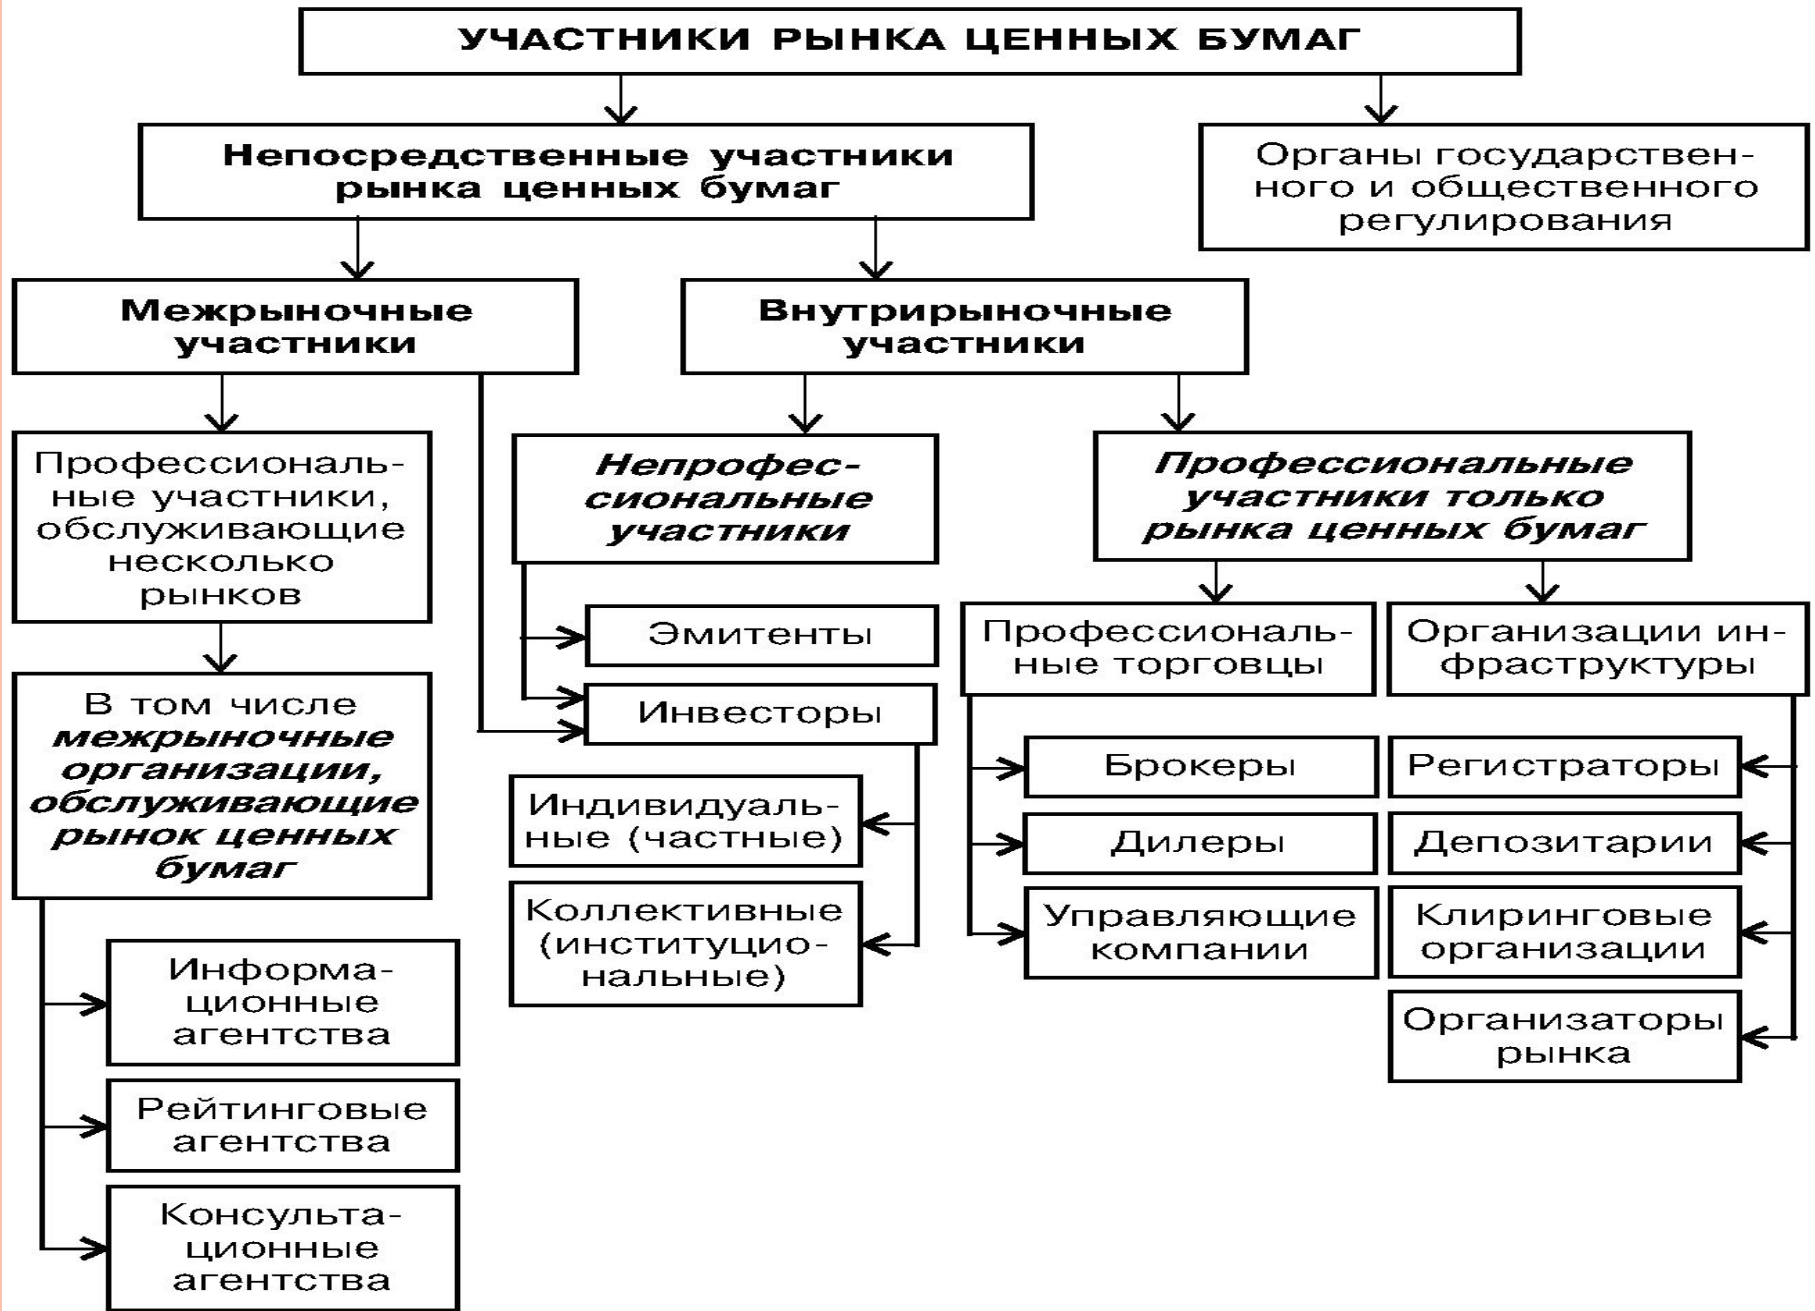 УЧАСТНИКИ РЫНКА ЦЕННЫХ БУМАГ
Непосредственные участники
рынка ценных бумаг
Органы государствен-
ного и общественного
регулирования
Межрыночные
участники
Внутрирыночные
участники
Профессиональ-
ные участники,
обслуживающие
несколько
рынков
Непрофес-
сиональные
участники
Профессиональные
участники только
рынка ценных бумаг
В том числе
межрыночные
организации,
обслуживающие
рынок ценных
бумаг
Эмитенты
Инвесторы
Индивидуаль-
ные (частные)
Коллективные
(институцио-
нальные)
Профессиональ-
ные торговцы
Брокеры
Дилеры
Управляющие
компании
Организации ин-
фраструктуры
Регистраторы
Депозитарии
Клиринговые
организации
Организаторы
рынка
Информа-
ционные
агентства
Рейтинговые
агентства
Консульта-
ционные
агентства